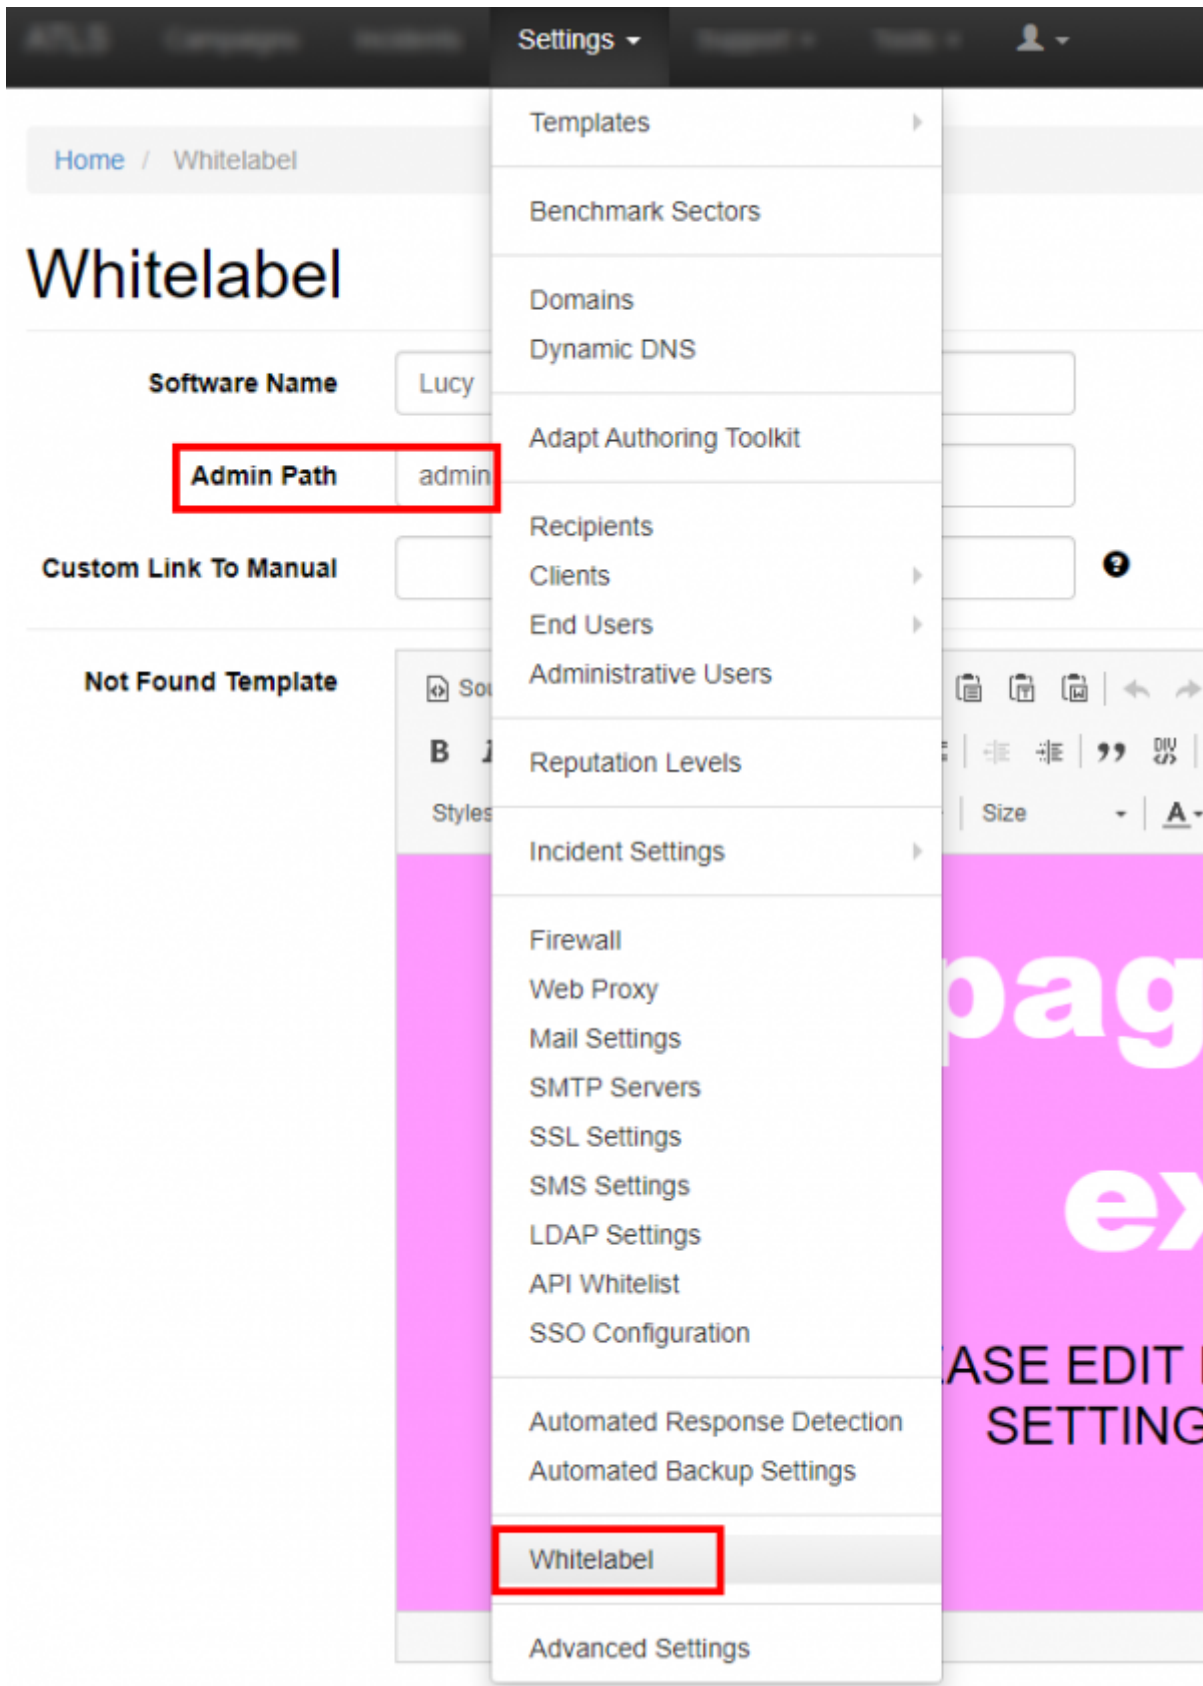 Settings
Home / Whitelabel
Whitelabel
Software Name Lucy
Admin Path admin
Custom Link To Manual
Not Found Template
B
Styles
Size
A
DIV
pag
ex
ASE EDIT
SETTING
Templates
Benchmark Sectors
Domains
Dynamic DNS
Adapt Authoring Toolkit
Recipients
Clients
End Users
Administrative Users
Reputation Levels
Incident Settings
Firewall
Web Proxy
Mail Settings
SMTP Servers
SSL Settings
SMS Settings
LDAP Settings
API Whitelist
SSO Configuration
Automated Response Detection
Automated Backup Settings
Whitelabel
Advanced Settings